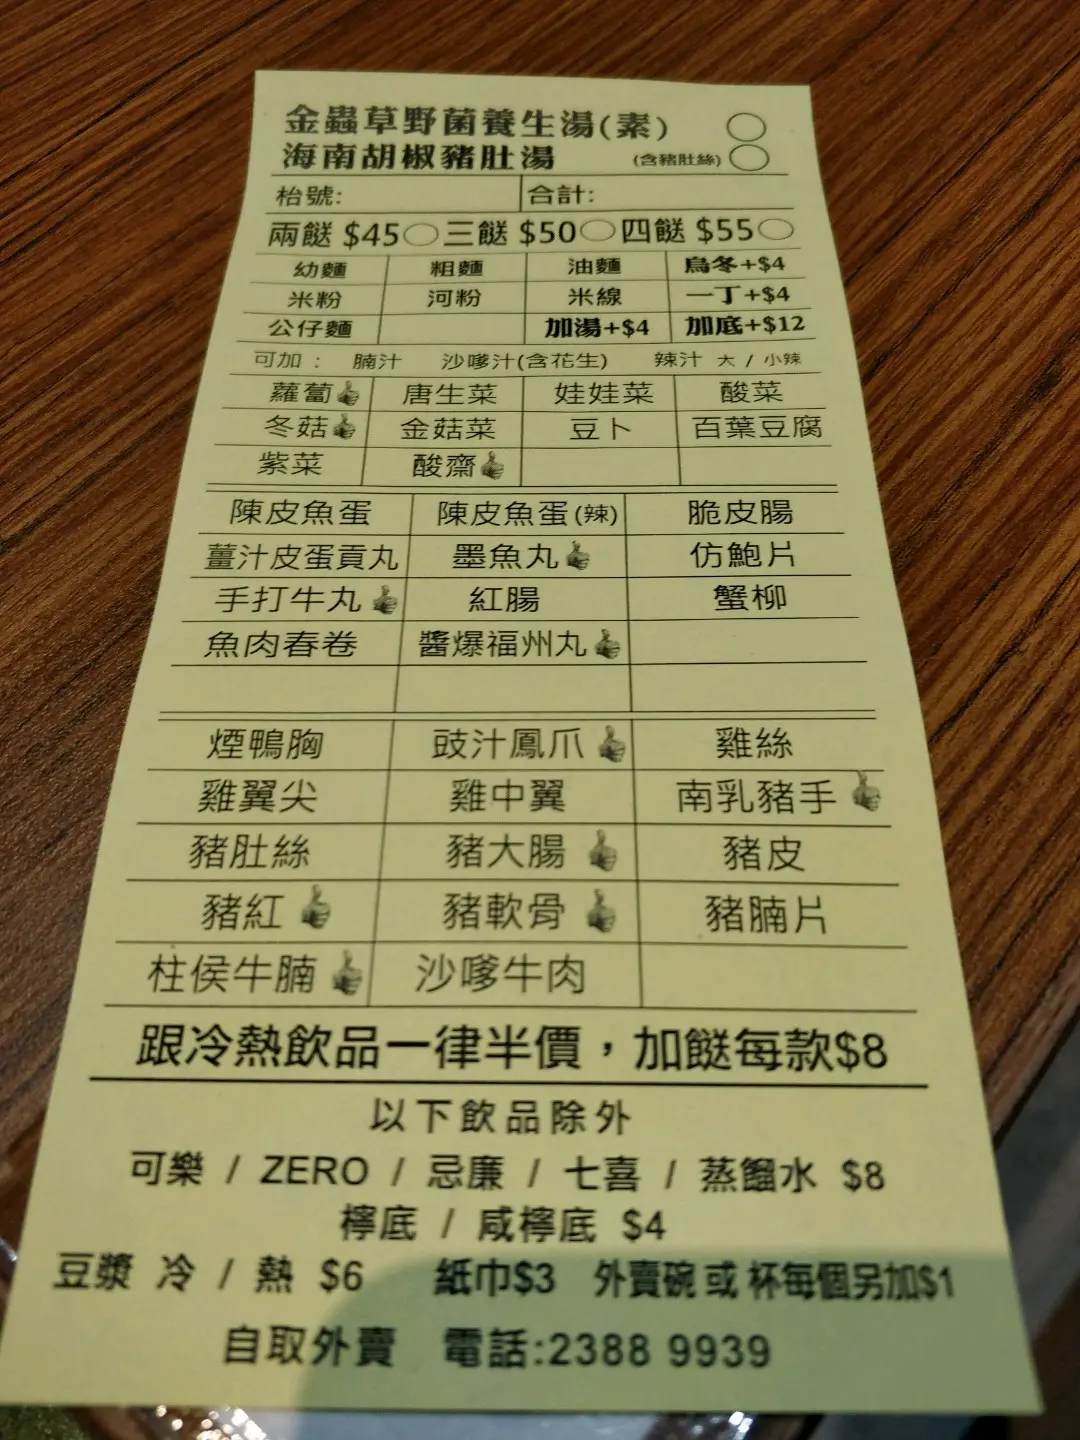 金蟲草野菌養生湯(素)
海南胡椒豬肚湯 (含豬肚絲)
枱號: 合計:
兩餸 $45 三餸 $50 四餸 $55
幼麵 粗麵 油麵 烏冬+$4
米粉 河粉 米線 一丁+$4
公仔麵 加湯+$4 加底+$12
可加 : 腩汁 沙嗲汁(含花生) 辣汁 大 / 小辣
蘿蔔 唐生菜 娃娃菜 酸菜
冬菇 金菇菜 豆卜 百葉豆腐
紫菜 酸齋
陳皮魚蛋 陳皮魚蛋(辣) 脆皮腸
薑汁皮蛋貢丸 墨魚丸 仿鮑片
手打牛丸 紅腸 蟹柳
魚肉春卷 醬爆福州丸
煙鴨胸 豉汁鳳爪 雞絲
雞翼尖 雞中翼 南乳豬手
豬肚絲 豬大腸 豬皮
豬紅 豬軟骨 豬腩片
柱侯牛腩 沙嗲牛肉
跟冷熱飲品一律半價，加餸每款$8
以下飲品除外
可樂 / ZERO / 忌廉 / 七喜 / 蒸餾水 $8
檸底 / 咸檸底 $4
豆漿 冷 / 熱 $6 紙巾$3 外賣碗或杯每個另加$1
自取外賣 電話:2388 9939